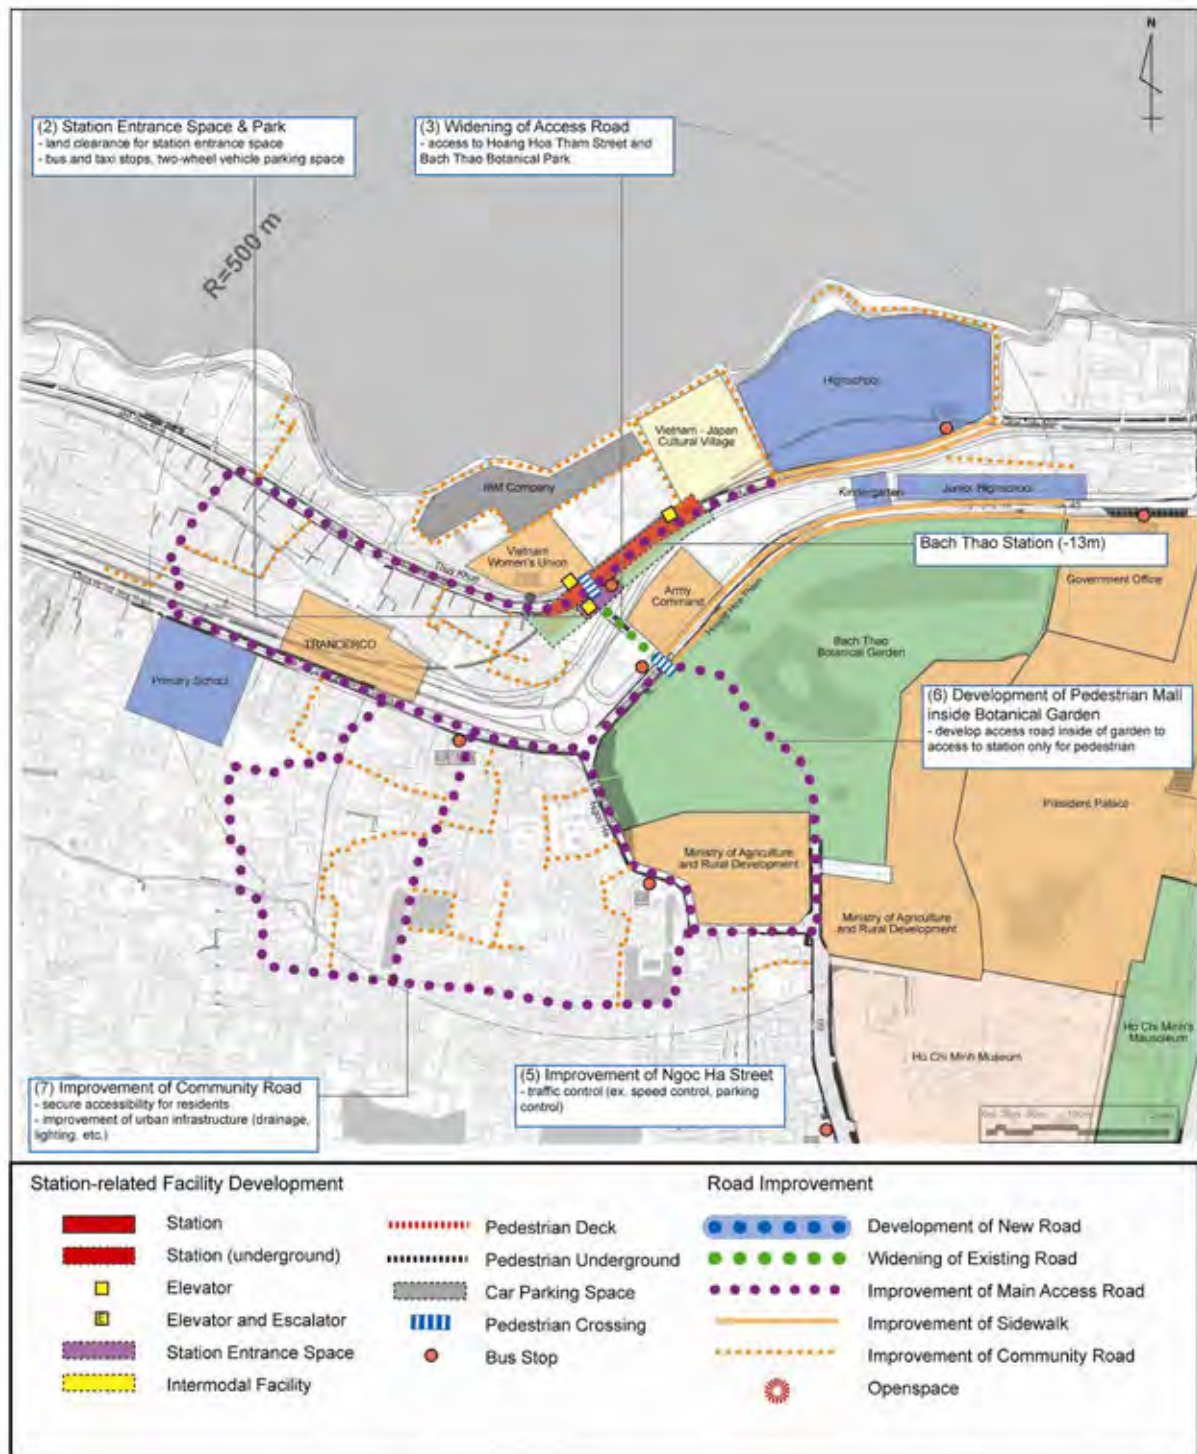 N
(2) Station Entrance Space & Park
- land clearance for station entrance space
- bus and taxi stops, two-wheel vehicle parking space
(3) Widening of Access Road
- access to Hoang Hoa Tham Street and
Bach Thao Botanical Park
R=500 m
Highschool
Vietnam - Japan
Cultural Village
Company
Kindergarten
Junior Highschool
Vietnam
Women's Union
Thuy Khue
Bach Thao Station (-13m)
Army
Command
Government Office
Hoang Hoa Tham
Bach Thao
Botanical Garden
TRANCERCO
Primary School
(6) Development of Pedestrian Mall
inside Botanical Garden
- develop access road inside of garden to
access to station only for pedestrian
President Palace
Ngoc Ha
Ministry of Agriculture
and Rural Development
Ministry of Agriculture
and Rural Development
Ho Chi Minh's
Mausoleum
Ho Chi Minh Museum
(7) Improvement of Community Road
- secure accessibility for residents
- improvement of urban infrastructure (drainage,
lighting, etc.)
(5) Improvement of Ngoc Ha Street
- traffic control (ex. speed control, parking
control)
Station-related Facility Development
Station
Station (underground)
Elevator
Elevator and Escalator
Station Entrance Space
Intermodal Facility
Pedestrian Deck
Pedestrian Underground
Car Parking Space
Pedestrian Crossing
Bus Stop
Road Improvement
Development of New Road
Widening of Existing Road
Improvement of Main Access Road
Improvement of Sidewalk
Improvement of Community Road
Openspace